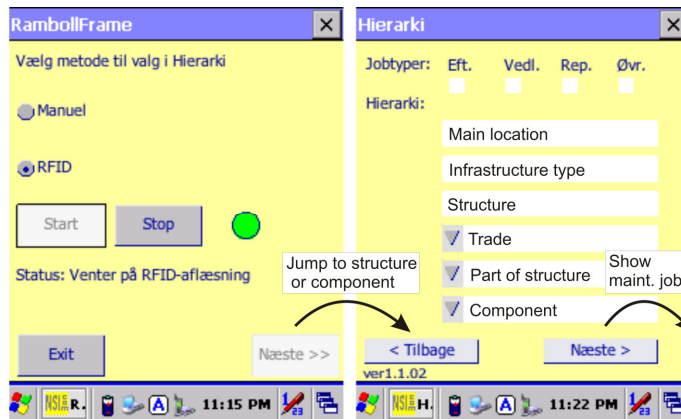 RambollFrame
Vælg metode til valg i Hierarki
Manuel
RFID
Start Stop
Status: Venter på RFID-aflæsning
Exit Næste >>
R. 11:15 PM
Jump to structure
or component
Hierarki
Jobtyper: Eft. Vedl. Rep. Øvr.
Hierarki:
Main location
Infrastructure type
Structure
Trade
Part of structure
Component
Show
maint. job
< Tilbage Næste >
ver1.1.02
H. A 11:22 PM